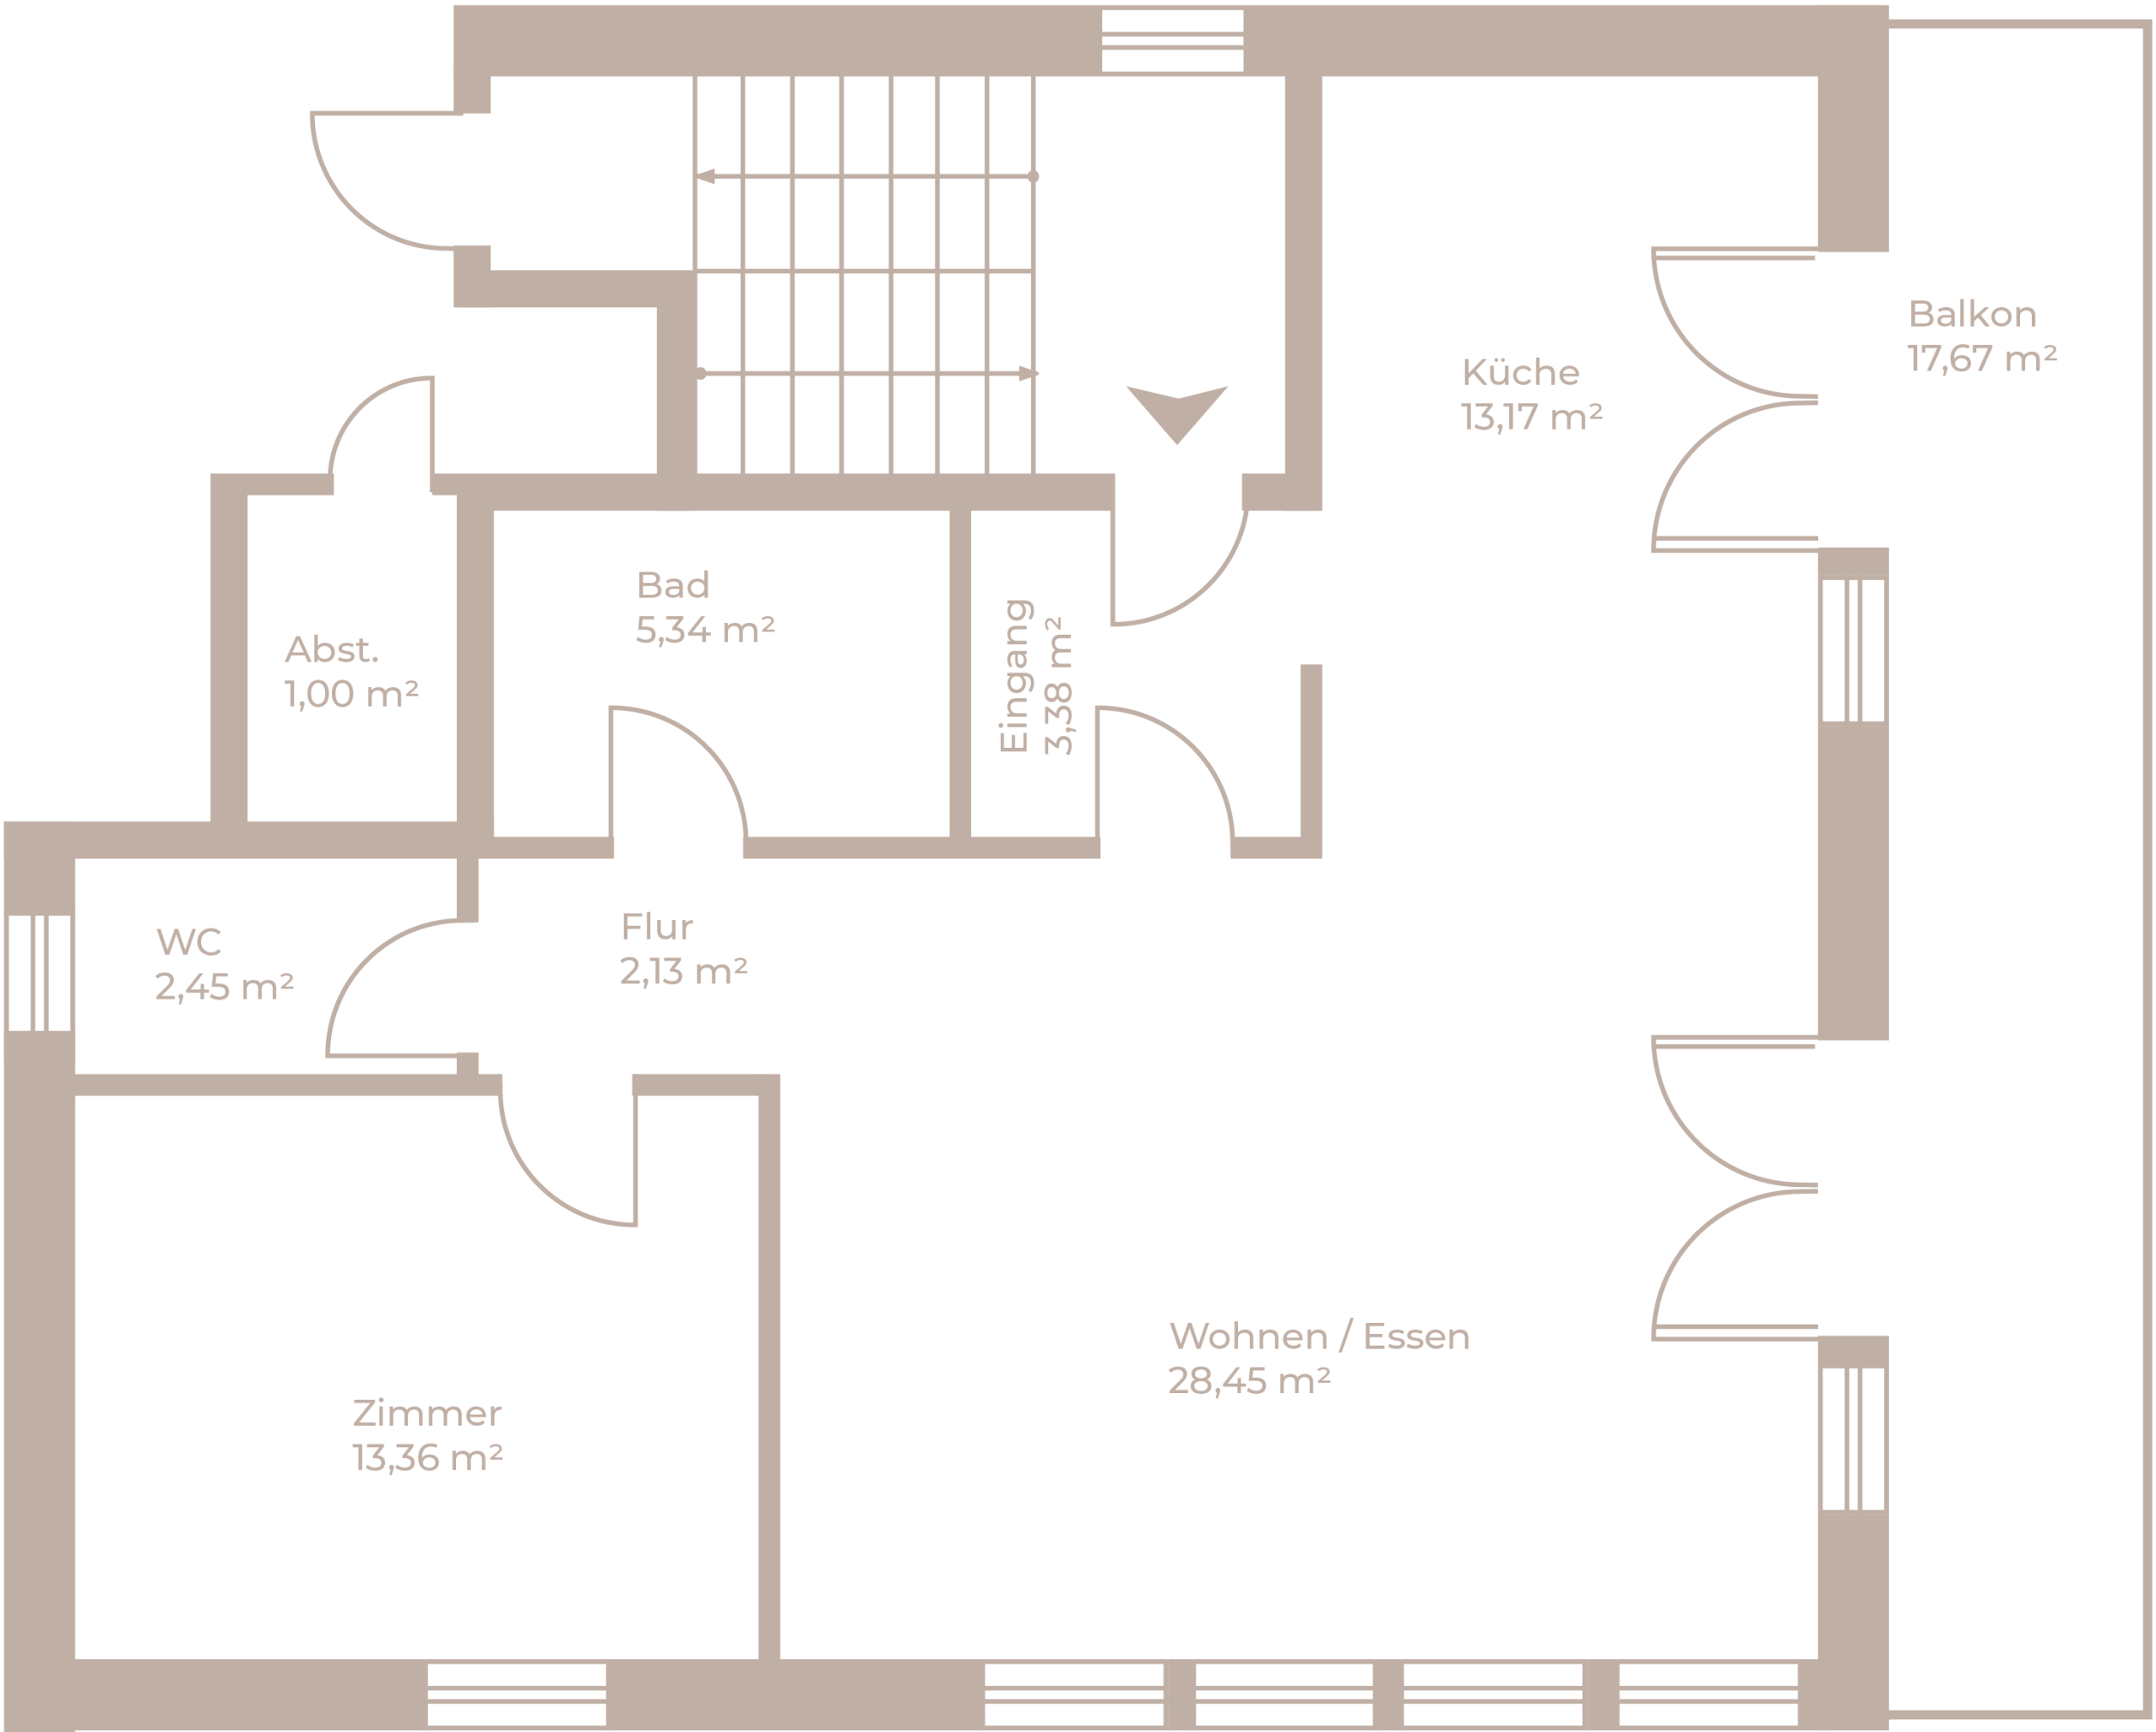 Balkon
17,67 m²
Küche
13,17 m²
Bad
5,34 m²
Eingang
3,38 m²
Abst.
1,00 m²
WC
2,45 m²
Flur
2,13 m²
Wohnen / Essen
28,45 m²
Zimmer
13,36 m²